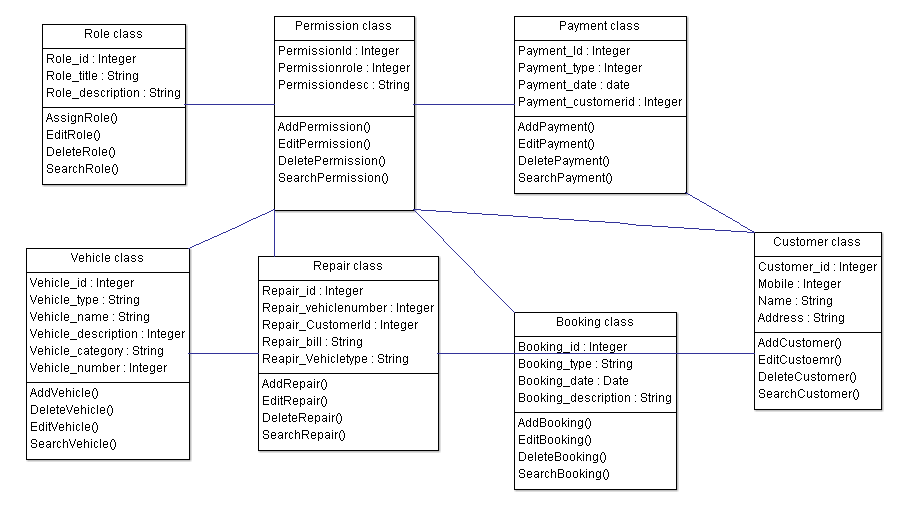 Role class
Role_id : Integer
Role_title : String
Role_description : String
AssignRole()
EditRole()
DeleteRole()
SearchRole()
Permission class
PermissionId : Integer
Permissionrole : Integer
Permissiondesc : String
AddPermission()
EditPermission()
DeletePermission()
SearchPermission()
Payment class
Payment_Id : Integer
Payment_type : Integer
Payment_date : date
Payment_customerid : Integer
AddPayment()
EditPayment()
DeletePayment()
SearchPayment()
Vehicle class
Vehicle_id : Integer
Vehicle_type : String
Vehicle_name : String
Vehicle_description : Integer
Vehicle_category : String
Vehicle_number : Integer
AddVehicle()
DeleteVehicle()
EditVehicle()
SearchVehicle()
Repair class
Repair_id : Integer
Repair_vehiclenumber : Integer
Repair_CustomerId : Integer
Repair_bill : String
Reapir_Vehicletype : String
AddRepair()
EditRepair()
DeleteRepair()
SearchRepair()
Booking class
Booking_id : Integer
Booking_type : String
Booking_date : Date
Booking_description : String
AddBooking()
EditBooking()
DeleteBooking()
SearchBooking()
Customer class
Customer_id : Integer
Mobile : Integer
Name : String
Address : String
AddCustomer()
EditCustoemr()
DeleteCustomer()
SearchCustomer()